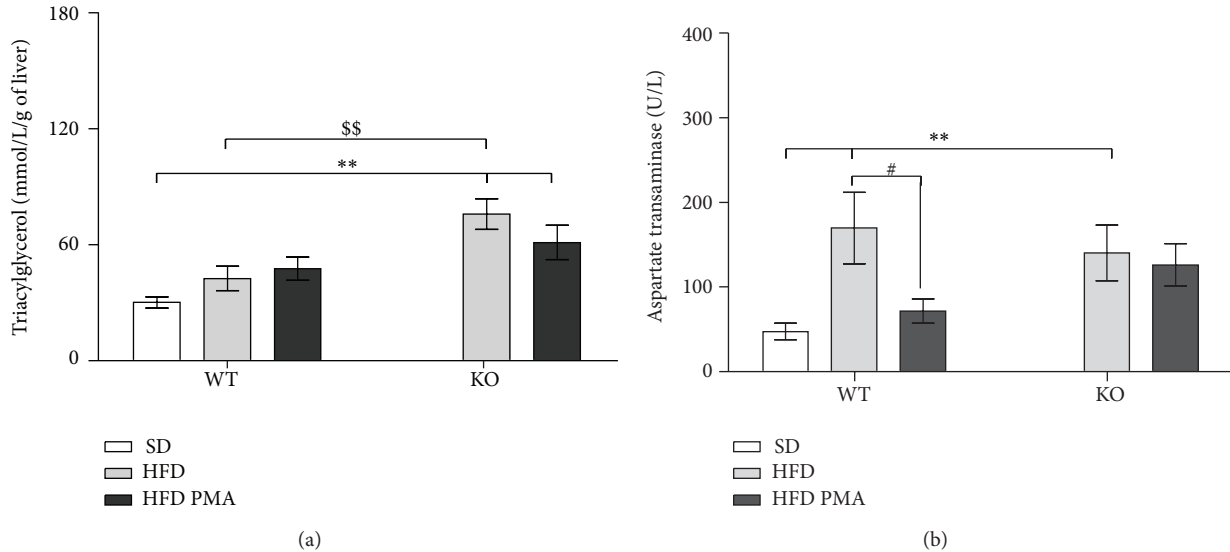 Triacylglycerol (mmol/L/g of liver)
180
120
60
0
$$
**
WT
KO
SD
HFD
HFD PMA
(a)
Aspartate transaminase (U/L)
400
300
200
100
0
**
#
WT
KO
SD
HFD
HFD PMA
(b)